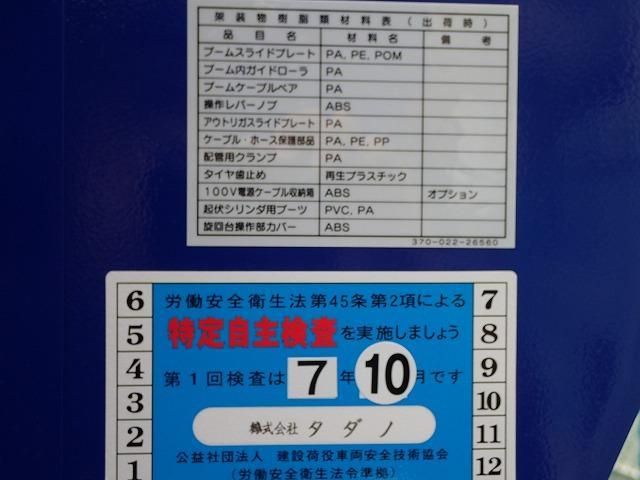 架装物樹脂類材料表(出荷時)
品目名 材料名 備考
ブームスライドプレート PA, PE, POM
ブーム内ガイドローラ PA
ブームケーブルベア PA
操作レバーノブ ABS
アウトリガスライドプレート PA
ケーブル・ホース保護部品 PA, PE, PP
配管用クランプ PA
タイヤ歯止め 再生プラスチック
100V電源ケーブル収納箱 ABS オプション
起伏シリンダ用ブーツ PVC, PA
旋回台操作部カバー ABS
370-022-26560
6 労働安全衛生法第45条第2項による 7
5 特定自主検査を実施しましょう 8
4 第1回検査は7年10月です 9
3 10
2 株式会社 タダノ 11
公益社団法人 建設荷役車両安全技術協会
1 (労働安全衛生法令準拠) 12